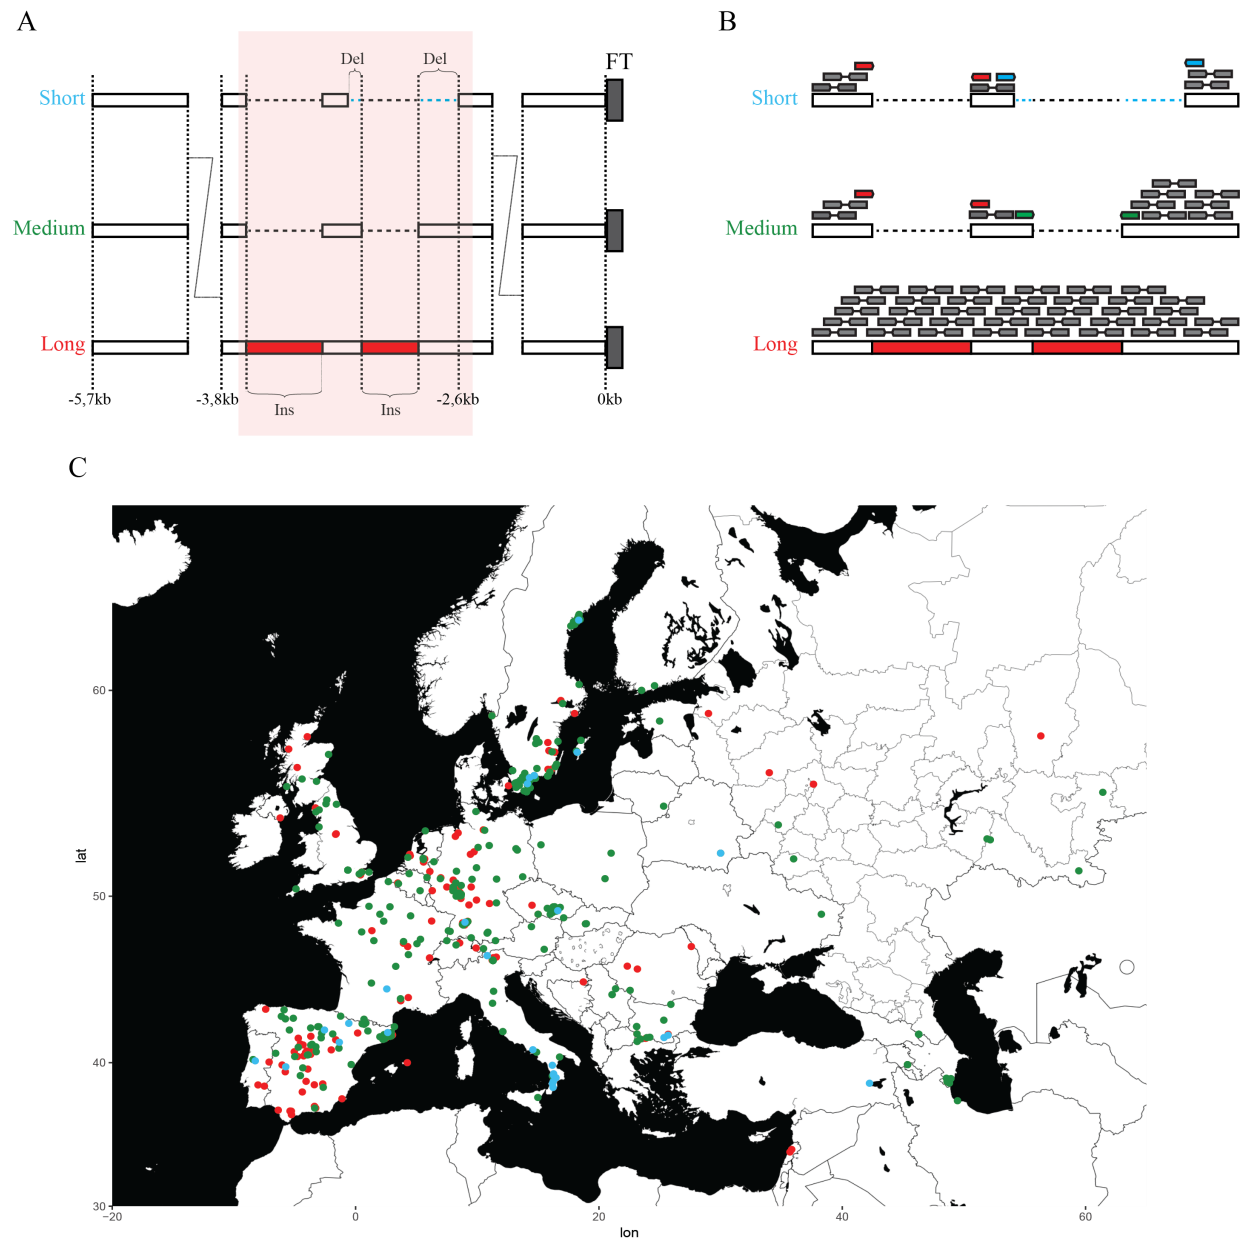 A
B
Del
Del
FT
Short
Medium
Long
-5,7kb
-3,8kb
-2,6kb
0kb
Ins
Ins
Short
Medium
Long
C
60
50
40
30
−20
0
20
40
60
lat
lon